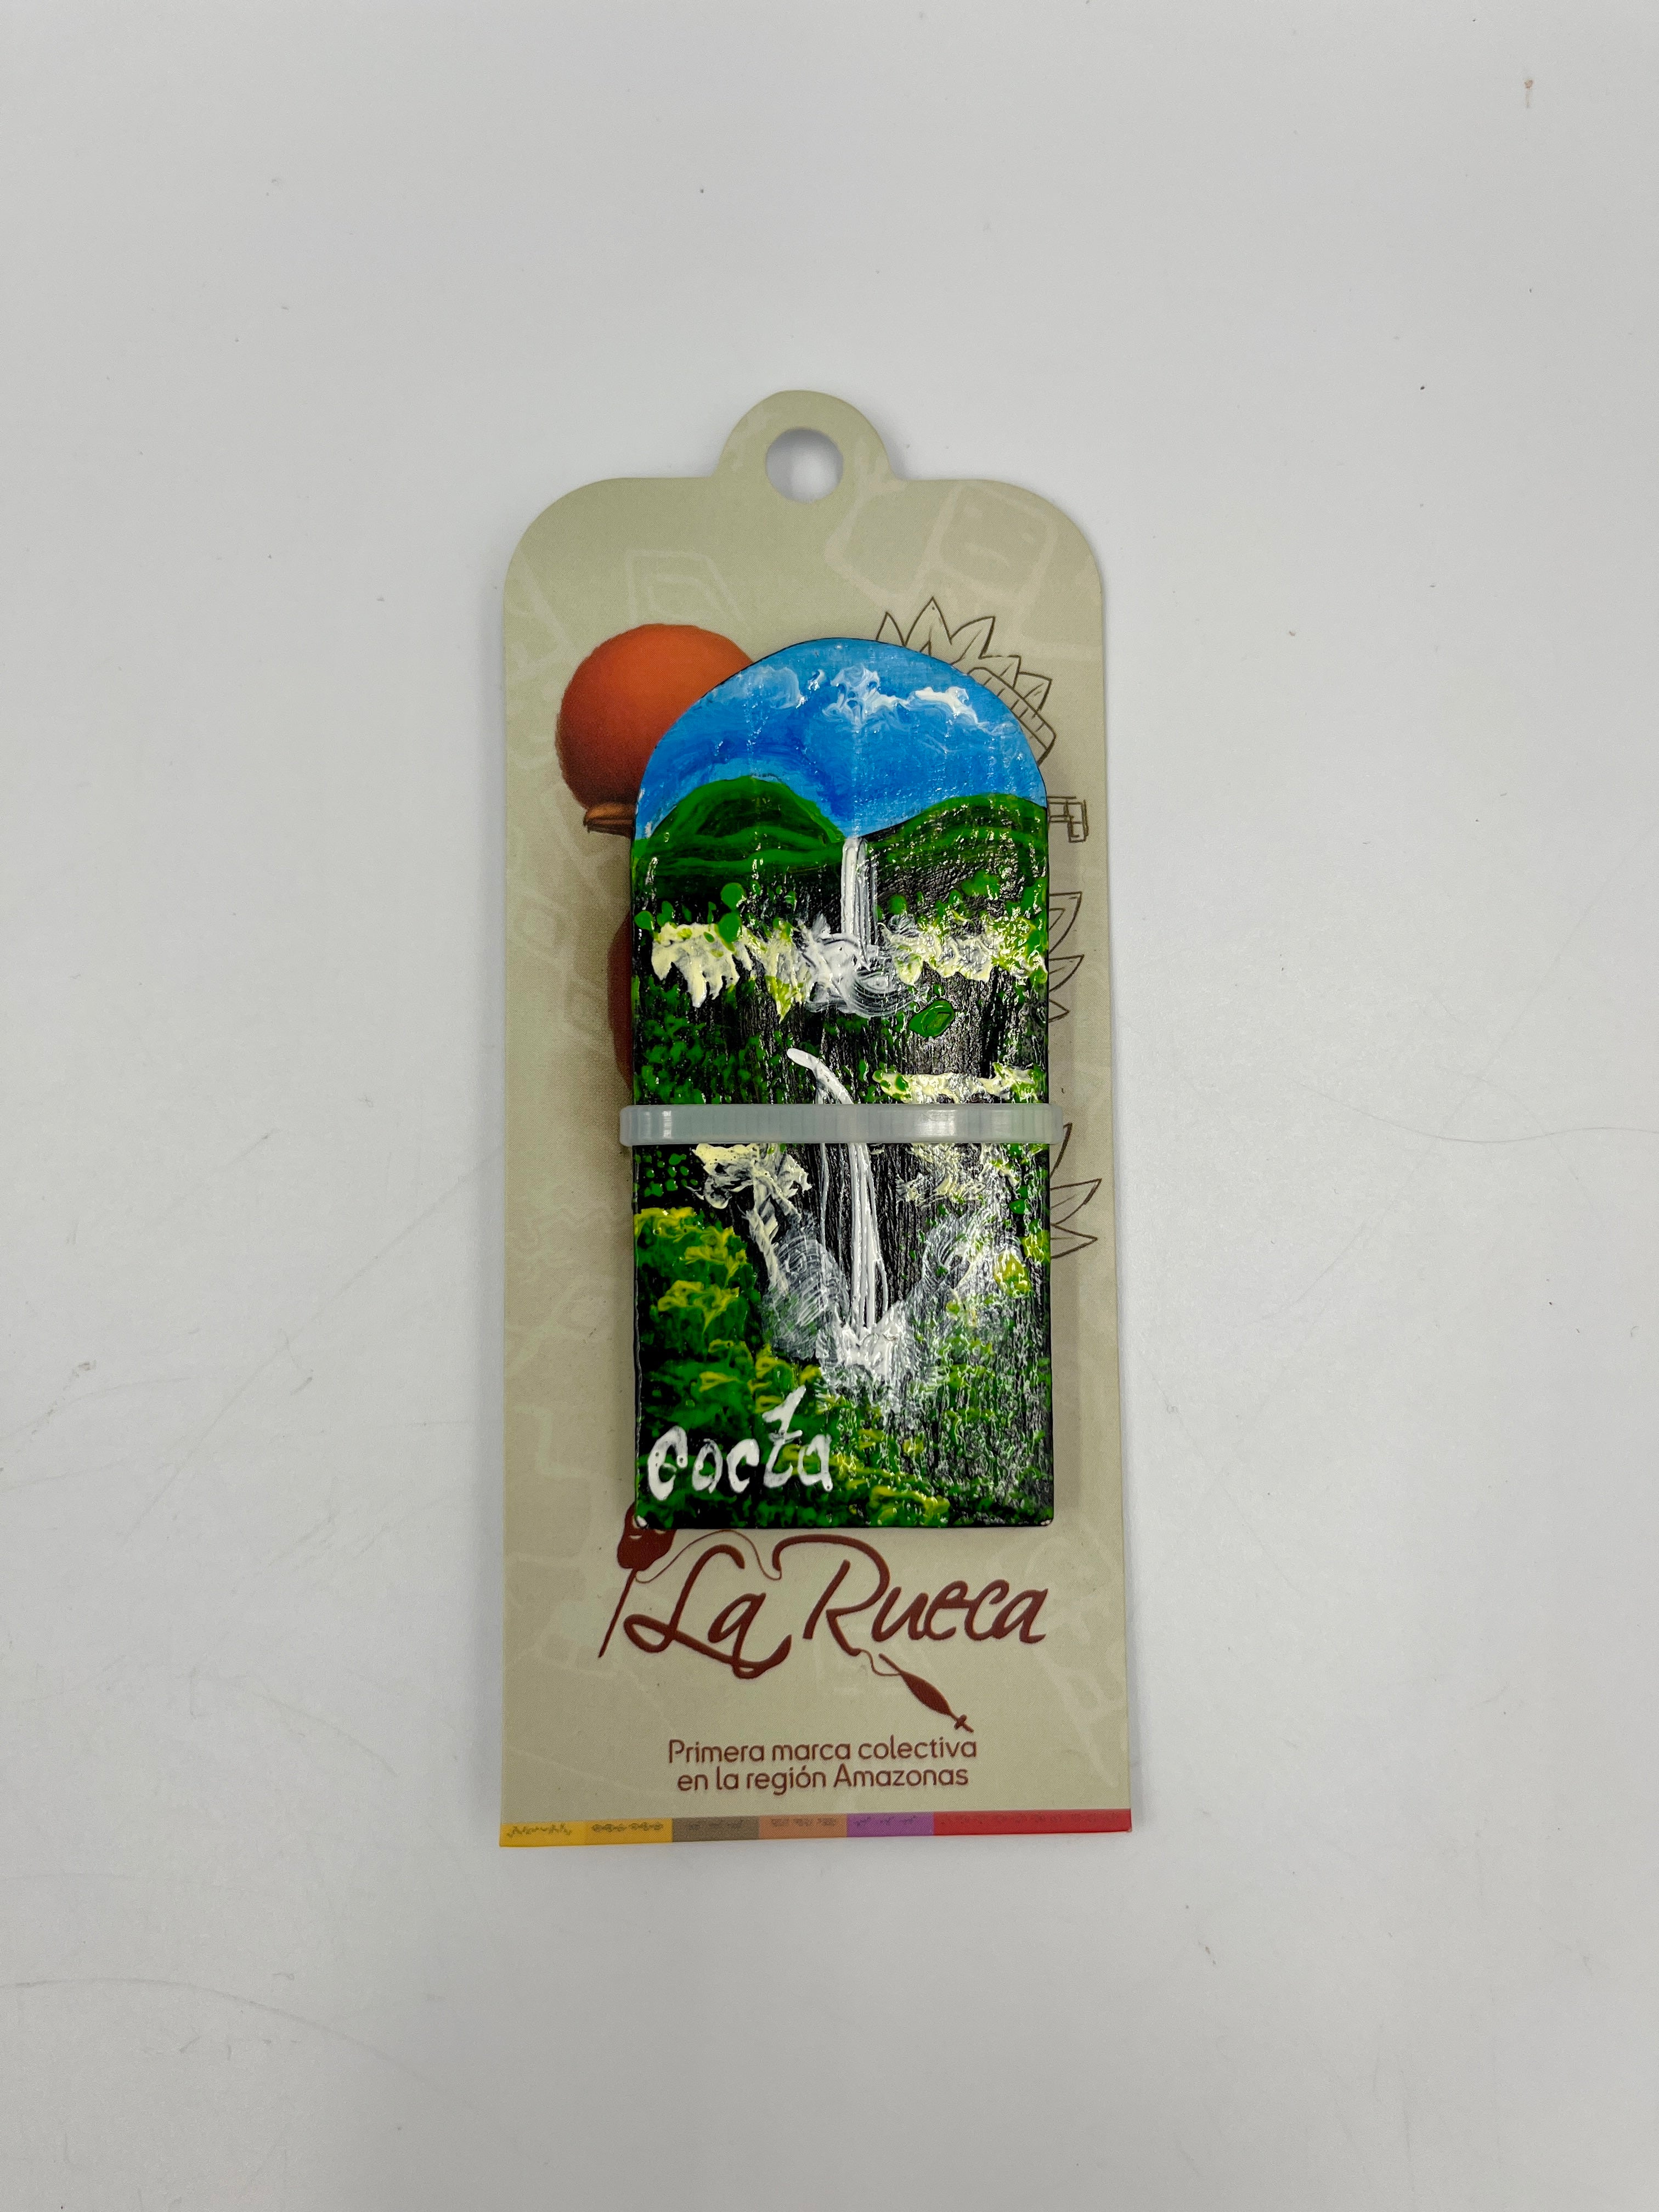 cocta
La Rueca
Primera marca colectiva
en la región Amazonas